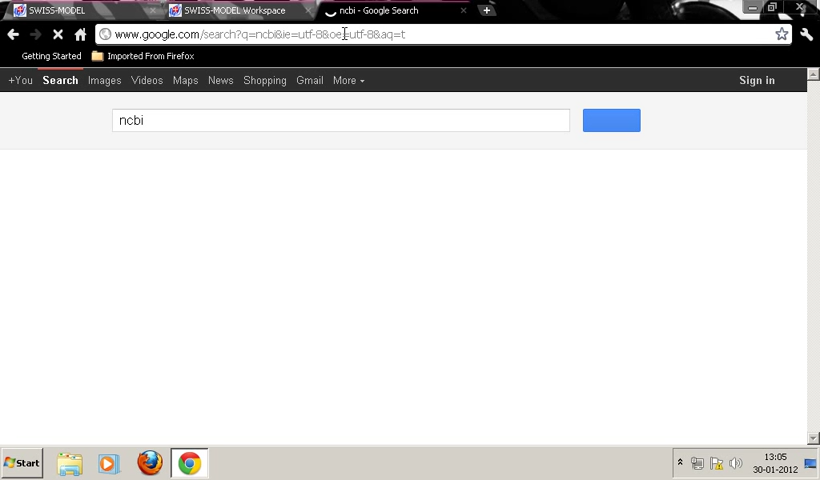 SWISS-MODEL
SWISS-MODEL Workspace
ncbi - Google Search
www.google.com/search?q=ncbi&ie=utf-8&oe=utf-8&aq=t
Getting Started
Imported From Firefox
+You Search Images Videos Maps News Shopping Gmail More Sign in
ncbi
Start
13:05
30-01-2012